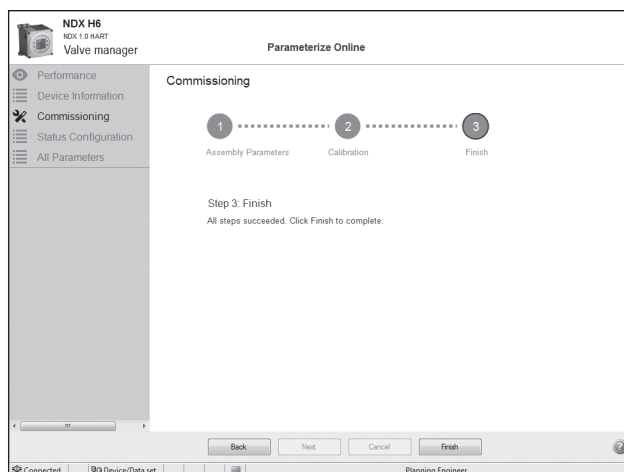 NDX H6
NDX 1.0 HART
Valve manager
Parameterize Online
Performance
Device Information
Commissioning
Status Configuration
All Parameters
Commissioning
1 2 3
Assembly Parameters Calibration Finish
Step 3: Finish
All steps succeeded. Click Finish to complete.
Back Next Cancel Finish ?
Connected Device/Data set Planning Engineer